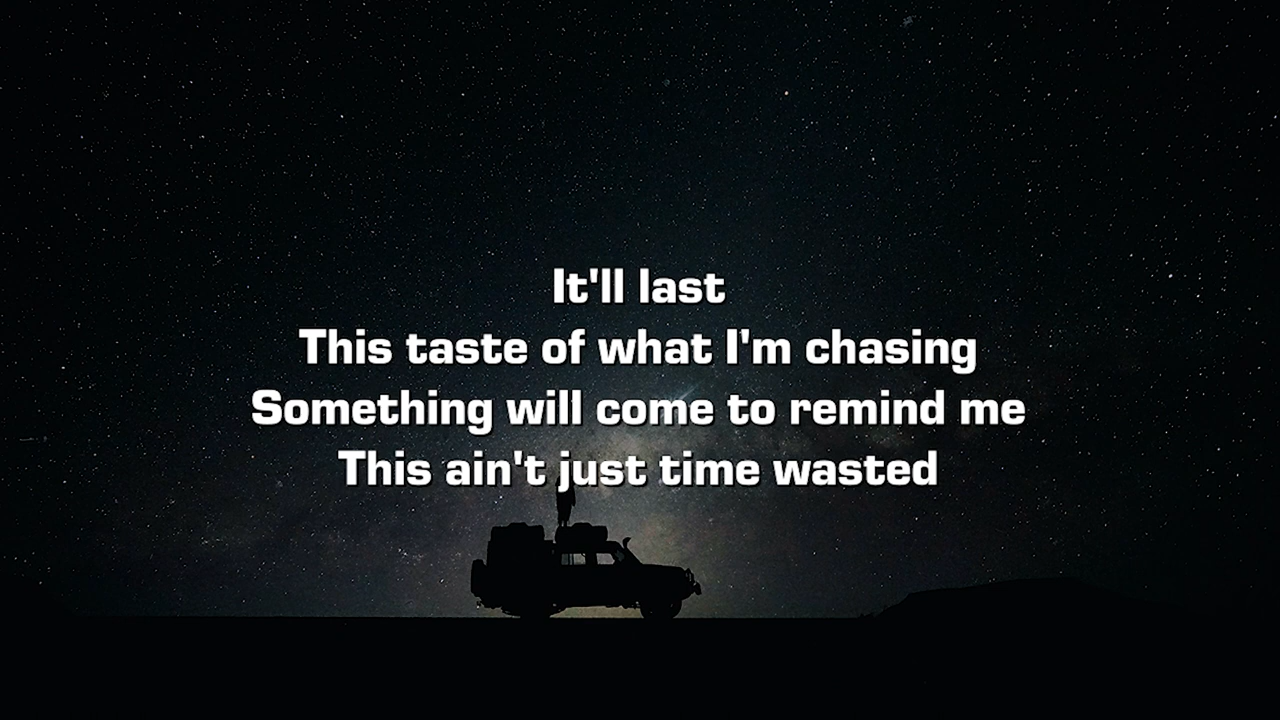 It'll last
This taste of what I'm chasing
Something will come to remind me
This ain't just time wasted